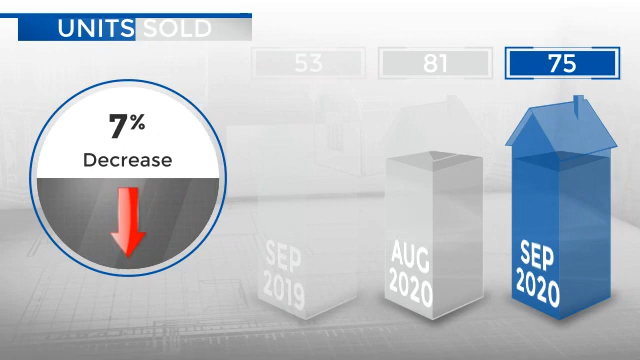 UNITS SOLD
53
81
75
7%
Decrease
SEP
2019
AUG
2020
SEP
2020